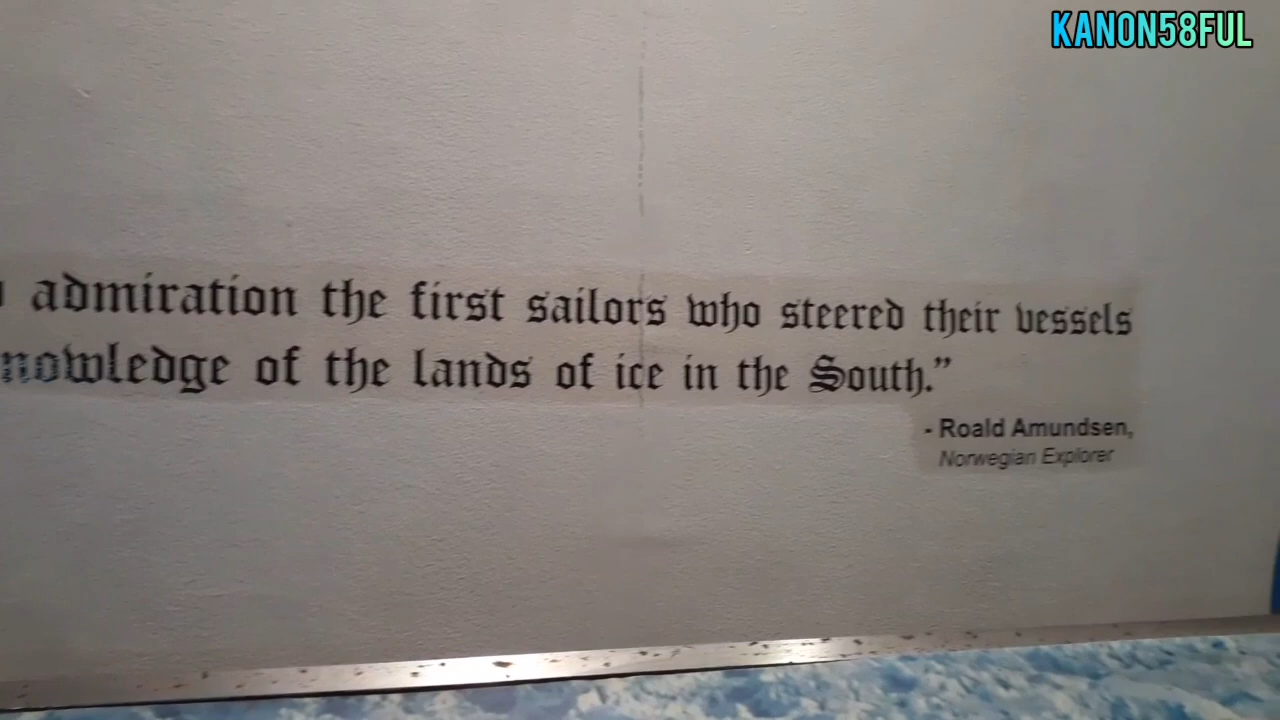 KANON58FUL
admiration the first sailors who steered their vessels
nowledge of the lands of ice in the South.”
- Roald Amundsen,
Norwegian Explorer